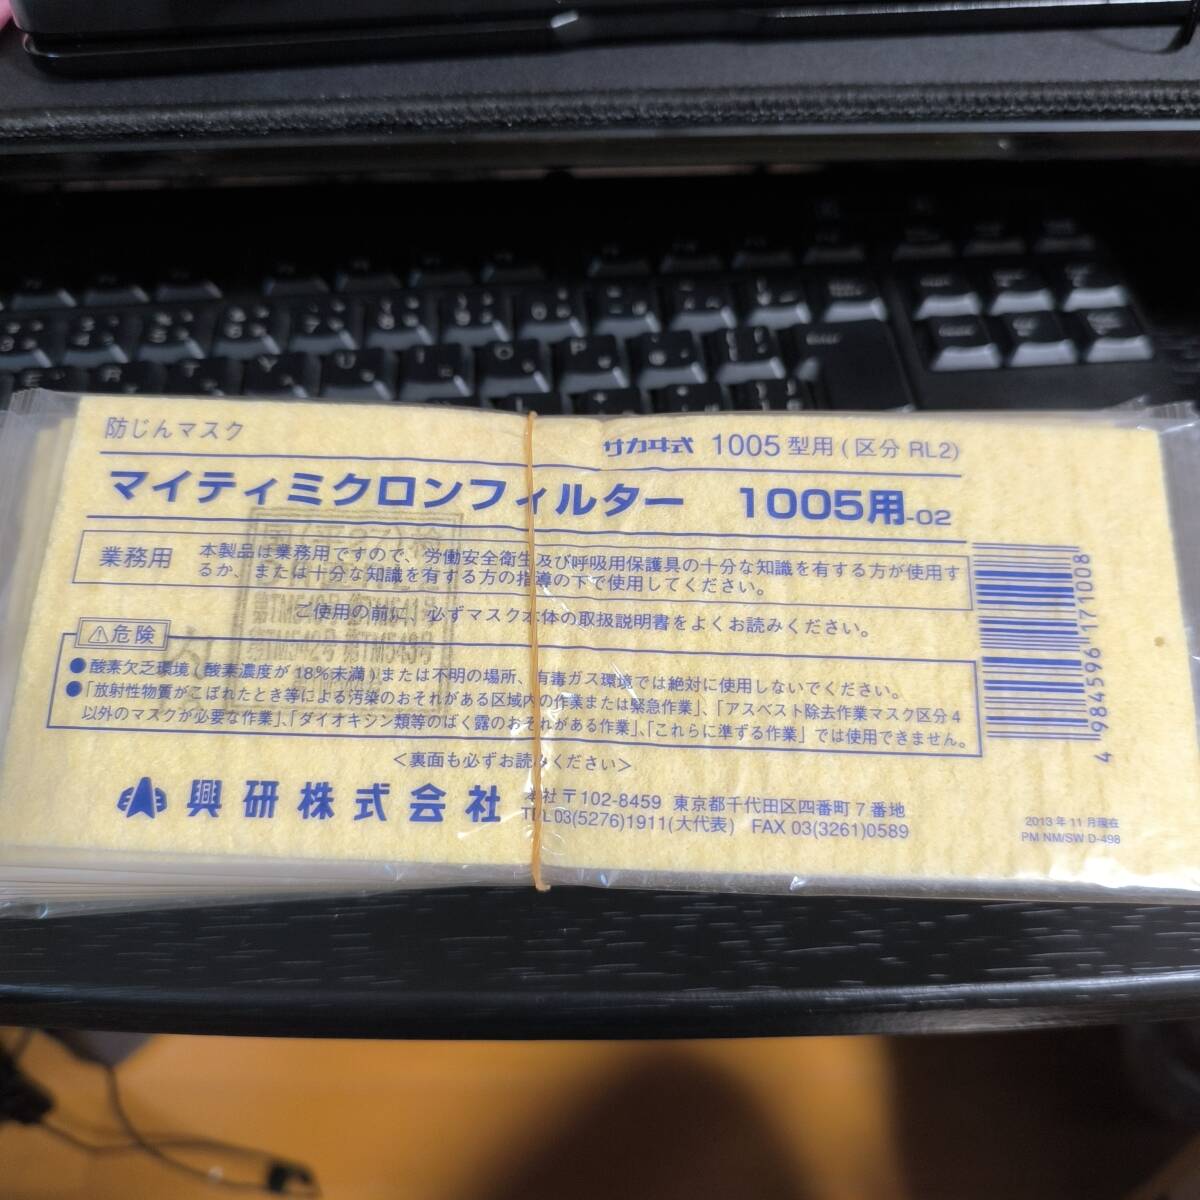 防じんマスク
サカヰ式 1005型用(区分 RL2)
マイティミクロンフィルター 1005用-02
業務用
本製品は業務用ですので、労働安全衛生及び呼吸用保護具の十分な知識を有する方が使用す
るか、または十分な知識を有する方の指導の下で使用してください。
ご使用の前に、必ずマスク本体の取扱説明書をよくお読みください。
⚠危険
●酸素欠乏環境(酸素濃度が18%未満)または不明の場所、有毒ガス環境では絶対に使用しないでください。
●「放射性物質がこぼれたとき等による汚染のおそれがある区域内の作業または緊急作業」、「アスベスト除去作業マスク区分4
以外のマスクが必要な作業」、「ダイオキシン類等のばく露のおそれがある作業」、「これらに準ずる作業」では使用できません。
<裏面も必ずお読みください>
興研株式会社
本社 〒102-8459 東京都千代田区四番町7番地
TEL 03(5276)1911(大代表) FAX 03(3261)0589
2013年11月現在
PM NM/SW D-498
4 984596 171008